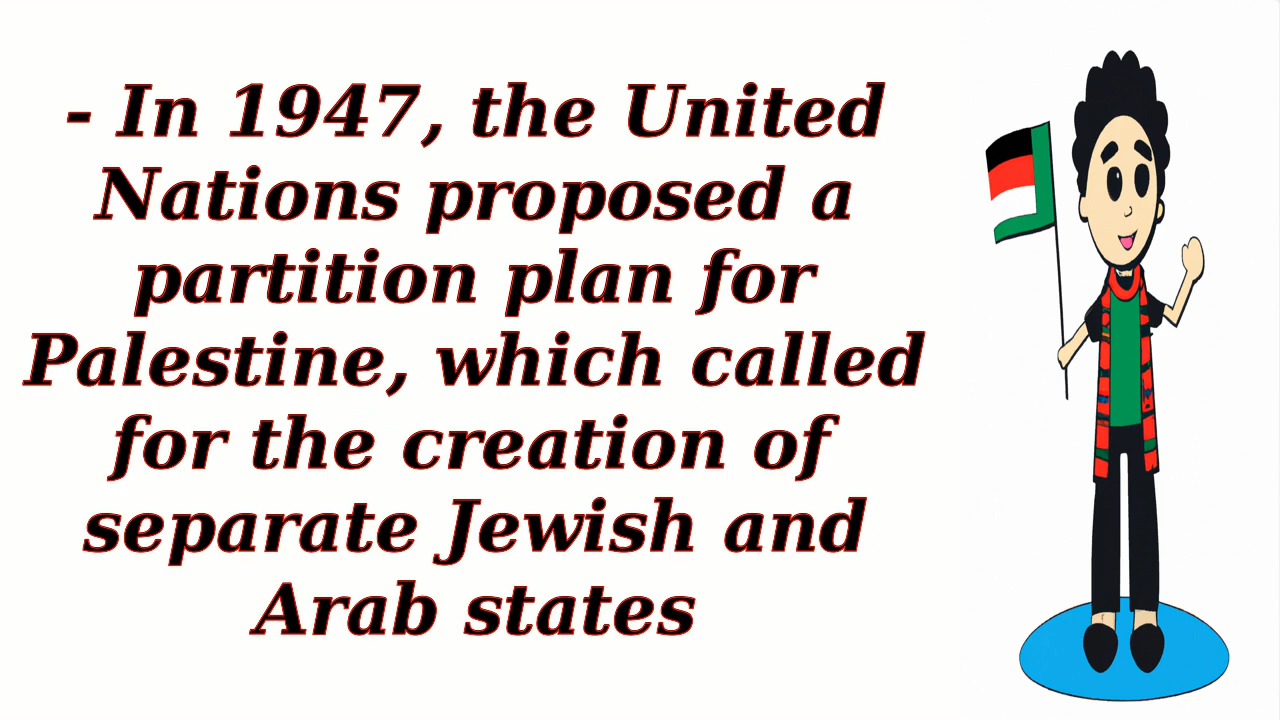 - In 1947, the United
Nations proposed a
partition plan for
Palestine, which called
for the creation of
separate Jewish and
Arab states